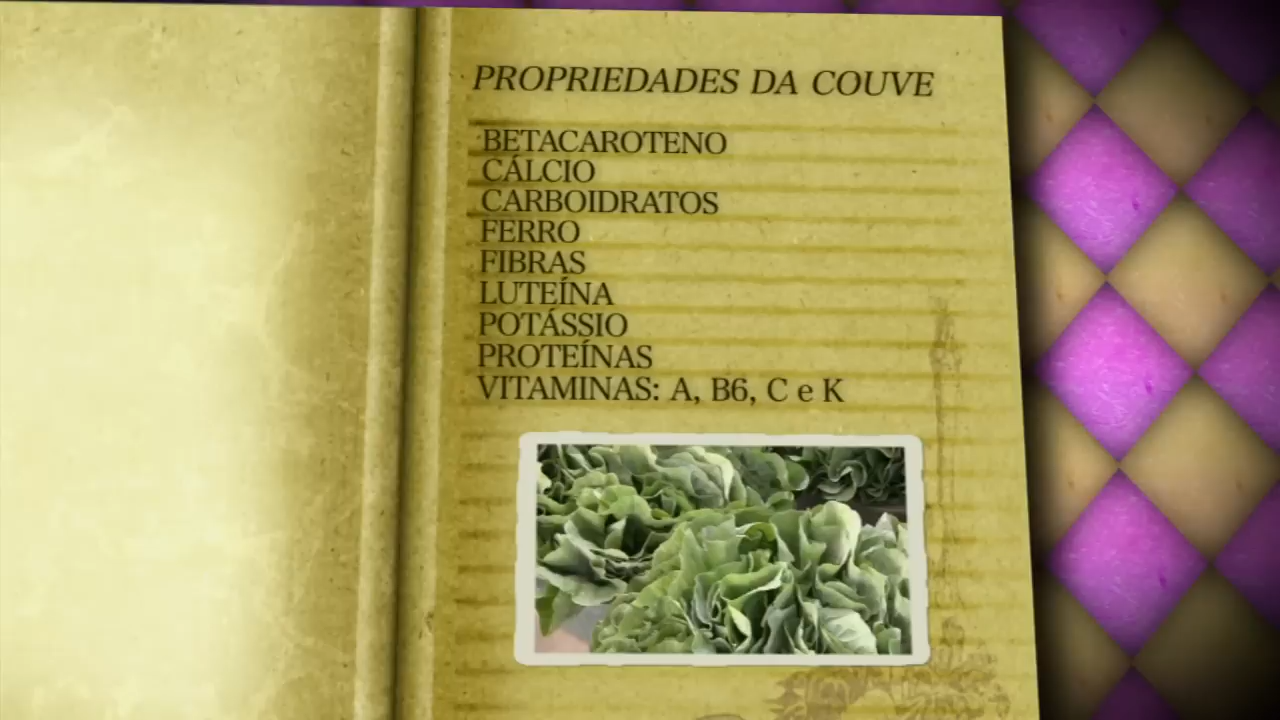 PROPRIEDADES DA COUVE
BETACAROTENO
CÁLCIO
CARBOIDRATOS
FERRO
FIBRAS
LUTEÍNA
POTÁSSIO
PROTEÍNAS
VITAMINAS: A, B6, C e K